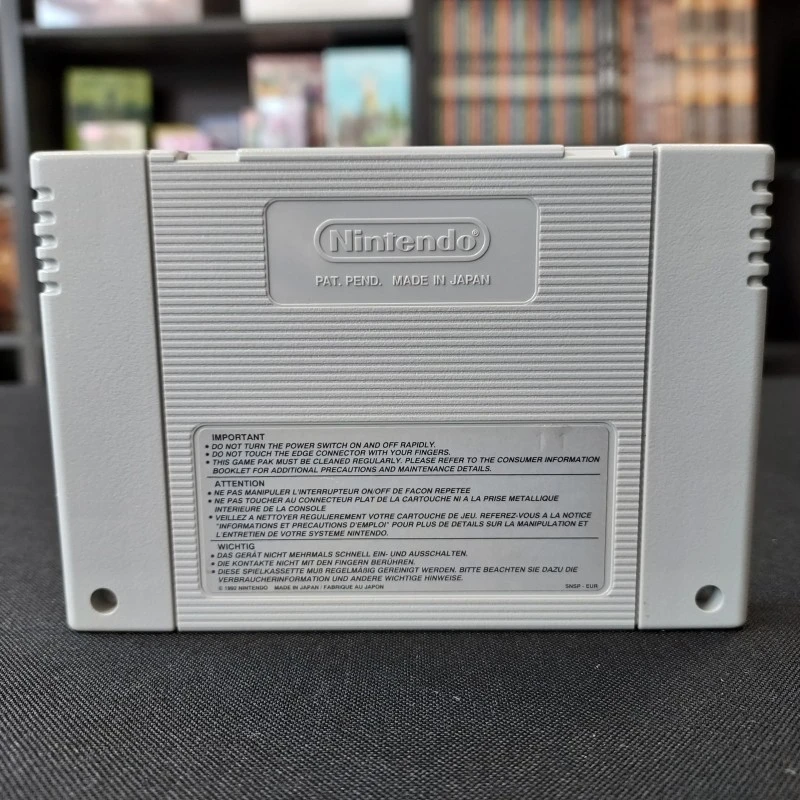 Nintendo®
PAT. PEND. MADE IN JAPAN
IMPORTANT
• DO NOT TURN THE POWER SWITCH ON AND OFF RAPIDLY.
• DO NOT TOUCH THE EDGE CONNECTOR WITH YOUR FINGERS.
• THIS GAME PAK MUST BE CLEANED REGULARLY. PLEASE REFER TO THE CONSUMER INFORMATION
BOOKLET FOR ADDITIONAL PRECAUTIONS AND MAINTENANCE DETAILS.
ATTENTION
• NE PAS MANIPULER L'INTERRUPTEUR ON/OFF DE FACON REPETEE
• NE PAS TOUCHER AU CONNECTEUR PLAT DE LA CARTOUCHE NI A LA PRISE METALLIQUE
INTERIEURE DE LA CONSOLE
• VEILLEZ A NETTOYER REGULIEREMENT VOTRE CARTOUCHE DE JEU. REFEREZ-VOUS A LA NOTICE
"INFORMATIONS ET PRECAUTIONS D'EMPLOI" POUR PLUS DE DETAILS SUR LA MANIPULATION ET
L'ENTRETIEN DE VOTRE SYSTEME NINTENDO.
WICHTIG
• DAS GERÄT NICHT MEHRMALS SCHNELL EIN- UND AUSSCHALTEN.
• DIE KONTAKTE NICHT MIT DEN FINGERN BERÜHREN.
• DIESE SPIELKASSETTE MUß REGELMÄßIG GEREINIGT WERDEN. BITTE BEACHTEN SIE DAZU DIE
VERBRAUCHERINFORMATION UND ANDERE WICHTIGE HINWEISE.
© 1992 NINTENDO MADE IN JAPAN / FABRIQUE AU JAPON SNSP - EUR